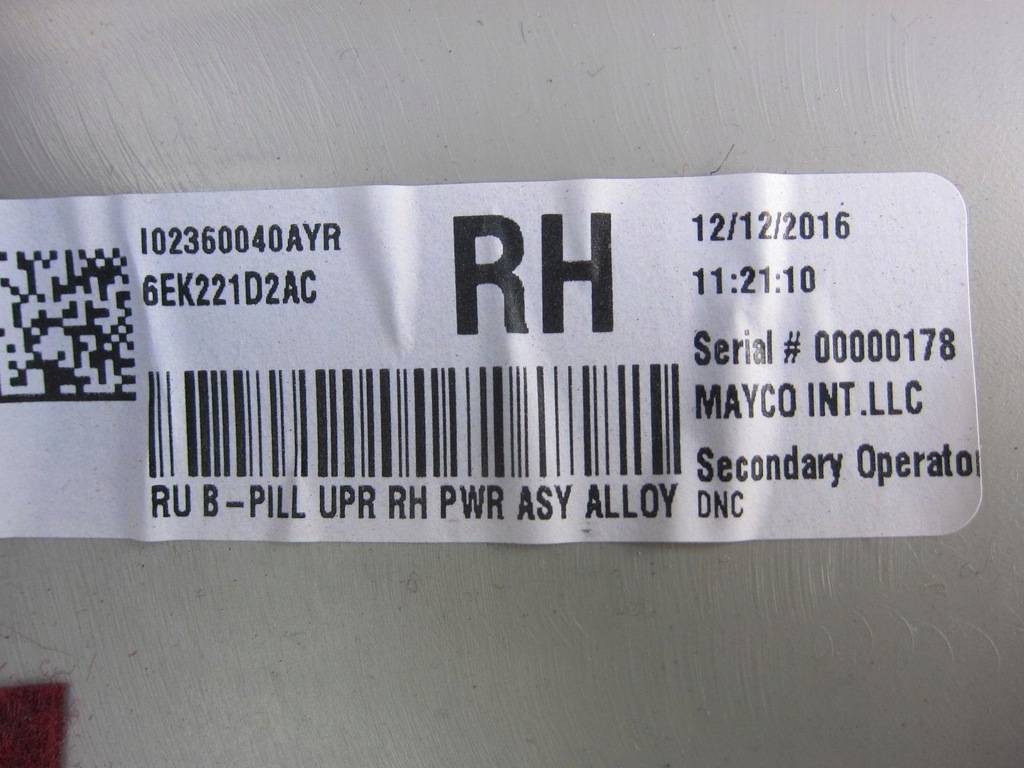 I02360040AYR
6EK221D2AC
RH
RU B-PILL UPR RH PWR ASY ALLOY
12/12/2016
11:21:10
Serial # 00000178
MAYCO INT.LLC
Secondary Operator
DNC